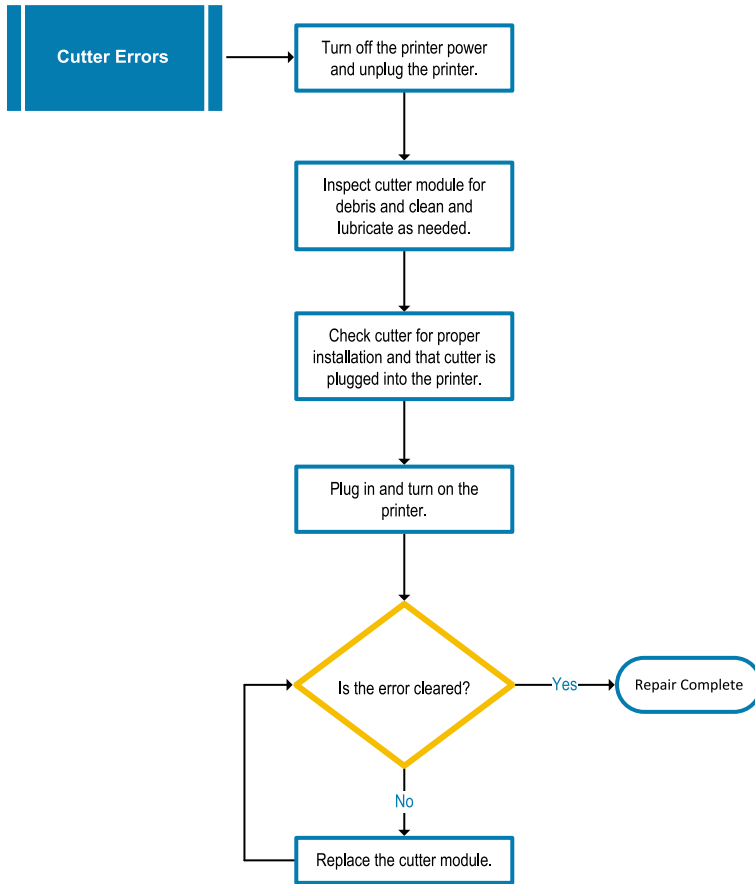 Cutter Errors
Turn off the printer power
and unplug the printer.
Inspect cutter module for
debris and clean and
lubricate as needed.
Check cutter for proper
installation and that cutter is
plugged into the printer.
Plug in and turn on the
printer.
Is the error cleared?
Yes
Repair Complete
No
Replace the cutter module.